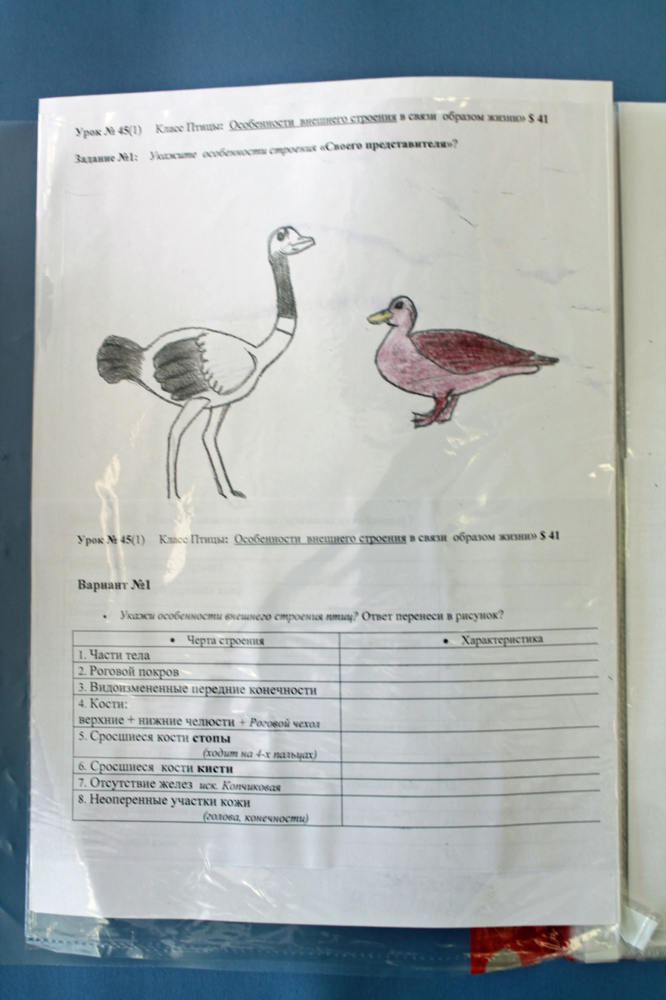 Урок № 45(1) Класс Птицы: Особенности внешнего строения в связи образом жизни» S 41
Задание №1: Укажите особенности строения «Своего представителя»?
Урок № 45(1) Класс Птицы: Особенности внешнего строения в связи образом жизни» S 41
Вариант №1
• Укажи особенности внешнего строения птиц? Ответ перенеси в рисунок?
• Черта строения • Характеристика
1. Части тела
2. Роговой покров
3. Видоизмененные передние конечности
4. Кости:
верхние + нижние челюсти + Роговой чехол
5. Сросшиеся кости стопы
(ходит на 4-х пальцах)
6. Сросшиеся кости кисти
7. Отсутствие желез иск. Копчиковая
8. Неоперенные участки кожи
(голова, конечности)